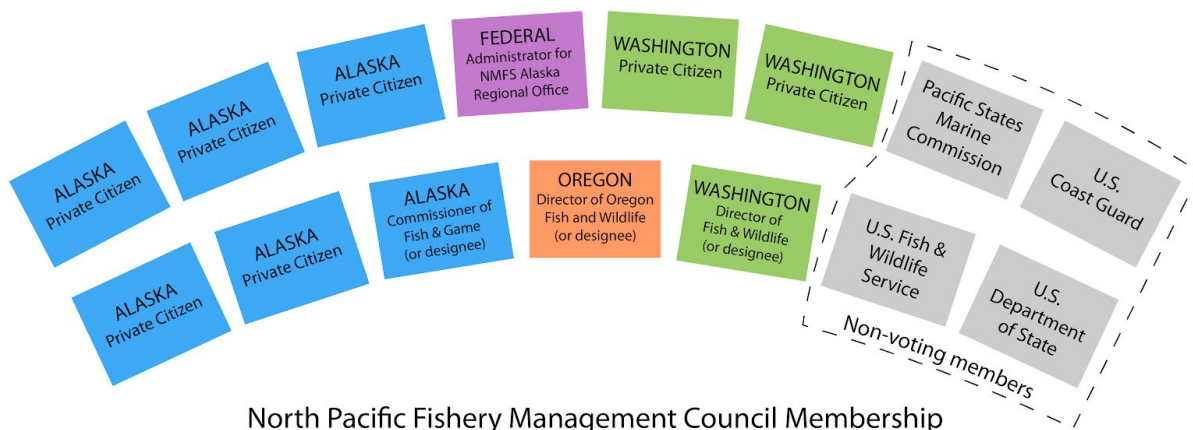 ALASKA
Private Citizen
ALASKA
Private Citizen
ALASKA
Private Citizen
FEDERAL
Administrator for
NMFS Alaska
Regional Office
WASHINGTON
Private Citizen
WASHINGTON
Private Citizen
Pacific States
Marine
Commission
U.S.
Coast Guard
ALASKA
Private Citizen
ALASKA
Private Citizen
ALASKA
Commissioner of
Fish & Game
(or designee)
OREGON
Director of Oregon
Fish and Wildlife
(or designee)
WASHINGTON
Director of
Fish & Wildlife
(or designee)
U.S. Fish &
Wildlife
Service
U.S.
Department
of State
Non-voting members
North Pacific Fishery Management Council Membership